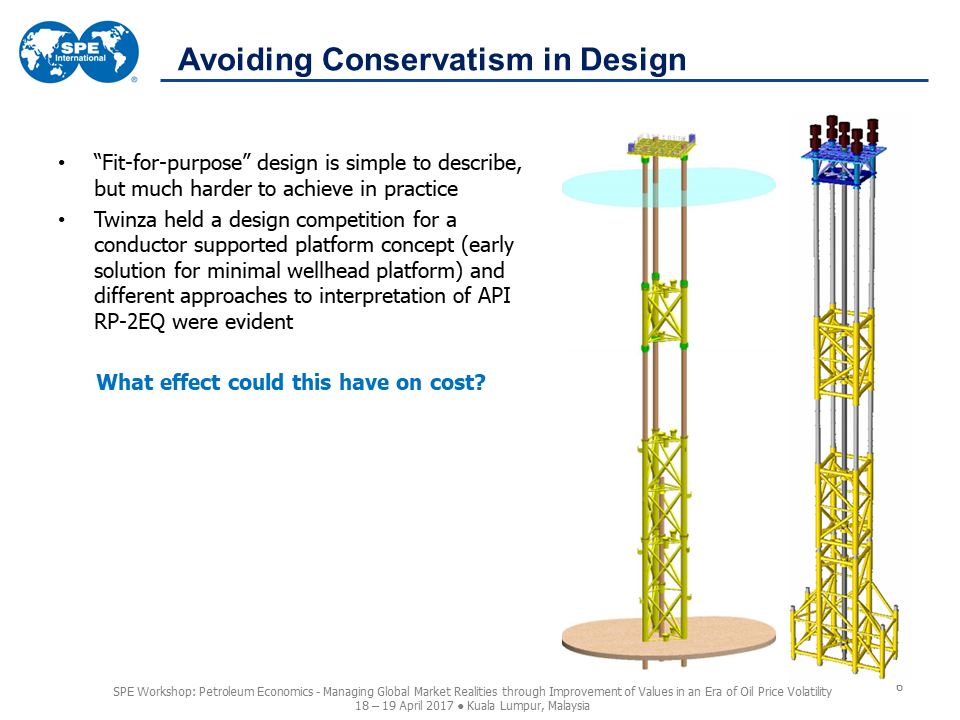 SPE
International
®
Avoiding Conservatism in Design
• “Fit-for-purpose” design is simple to describe,
but much harder to achieve in practice
• Twinza held a design competition for a
conductor supported platform concept (early
solution for minimal wellhead platform) and
different approaches to interpretation of API
RP-2EQ were evident
What effect could this have on cost?
SPE Workshop: Petroleum Economics - Managing Global Market Realities through Improvement of Values in an Era of Oil Price Volatility
18 – 19 April 2017 ● Kuala Lumpur, Malaysia
6